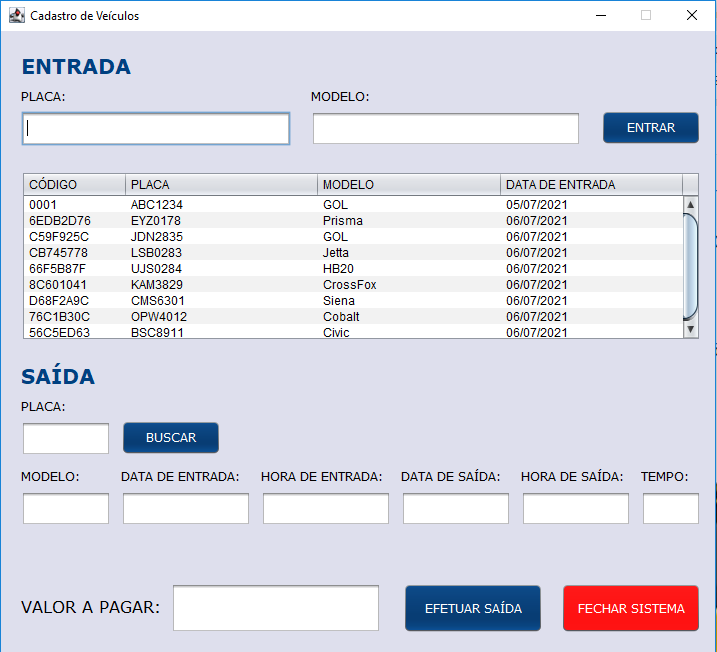 Cadastro de Veículos
ENTRADA
PLACA: MODELO:
ENTRAR
CÓDIGO PLACA MODELO DATA DE ENTRADA
0001 ABC1234 GOL 05/07/2021
6EDB2D76 EYZ0178 Prisma 06/07/2021
C59F925C JDN2835 GOL 06/07/2021
CB745778 LSB0283 Jetta 06/07/2021
66F5B87F UJS0284 HB20 06/07/2021
8C601041 KAM3829 CrossFox 06/07/2021
D68F2A9C CMS6301 Siena 06/07/2021
76C1B30C OPW4012 Cobalt 06/07/2021
56C5ED63 BSC8911 Civic 06/07/2021
SAÍDA
PLACA:
BUSCAR
MODELO: DATA DE ENTRADA: HORA DE ENTRADA: DATA DE SAÍDA: HORA DE SAÍDA: TEMPO:
VALOR A PAGAR: EFETUAR SAÍDA FECHAR SISTEMA